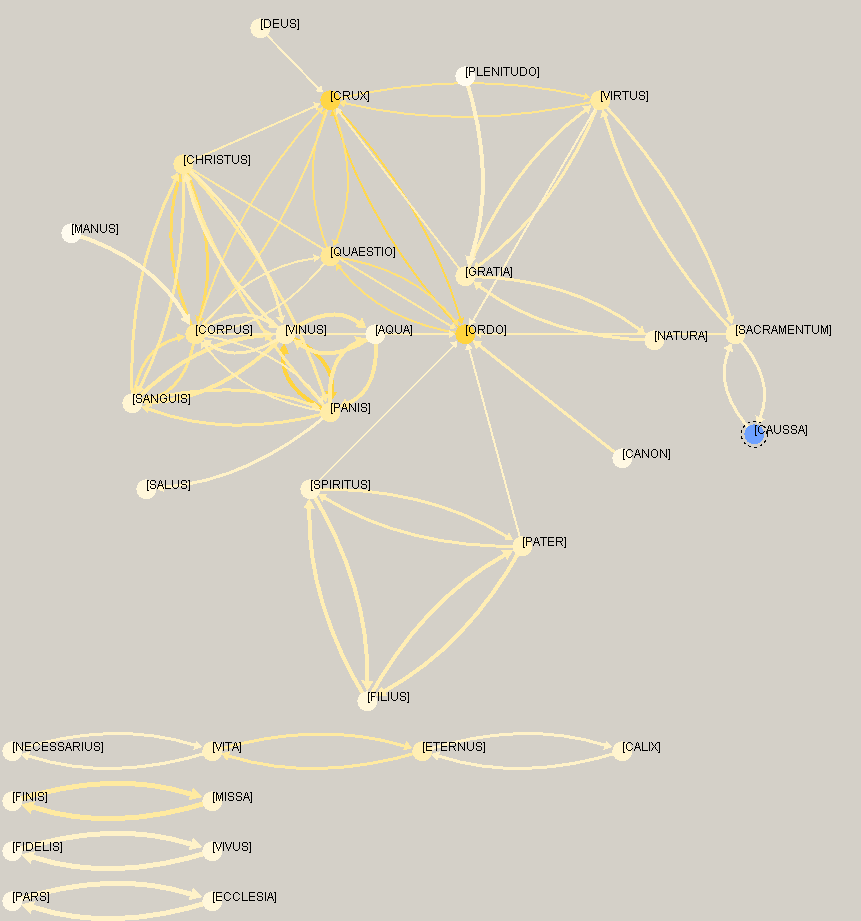 [DEUS]
[PLENITUDO]
[CRUX]
[VIRTUS]
[CHRISTUS]
[MANUS]
[QUAESTIO]
[GRATIA]
[CORPUS]
[VINUS]
[AQUA]
[ORDO]
[NATURA]
[SACRAMENTUM]
[SANGUIS]
[PANIS]
[CAUSSA]
[CANON]
[SALUS]
[SPIRITUS]
[PATER]
[FILIUS]
[NECESSARIUS]
[VITA]
[ETERNUS]
[CALIX]
[FINIS]
[MISSA]
[FIDELIS]
[VIVUS]
[PARS]
[ECCLESIA]